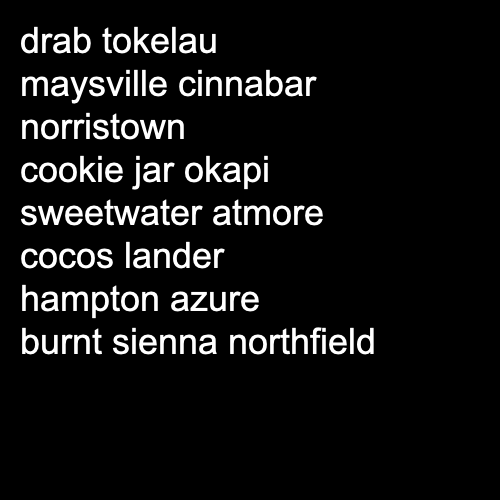 drab tokelau
maysville cinnabar
norristown
cookie jar okapi
sweetwater atmore
cocos lander
hampton azure
burnt sienna northfield